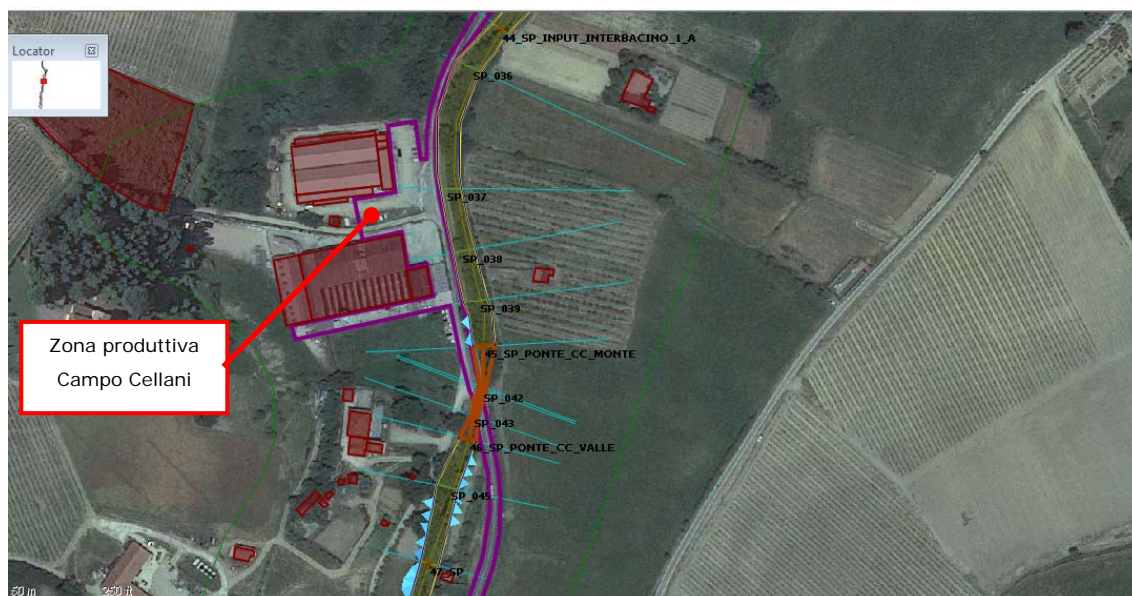 Locator
44_SP_INPUT_INTERBACINO_1_A
SP_036
SP_037
SP_038
SP_039
45_SP_PONTE_CC_MONTE
SP_042
SP_043
46_SP_PONTE_CC_VALLE
SP_045
47_SP
Zona produttiva
Campo Cellani
50 m
250 ft